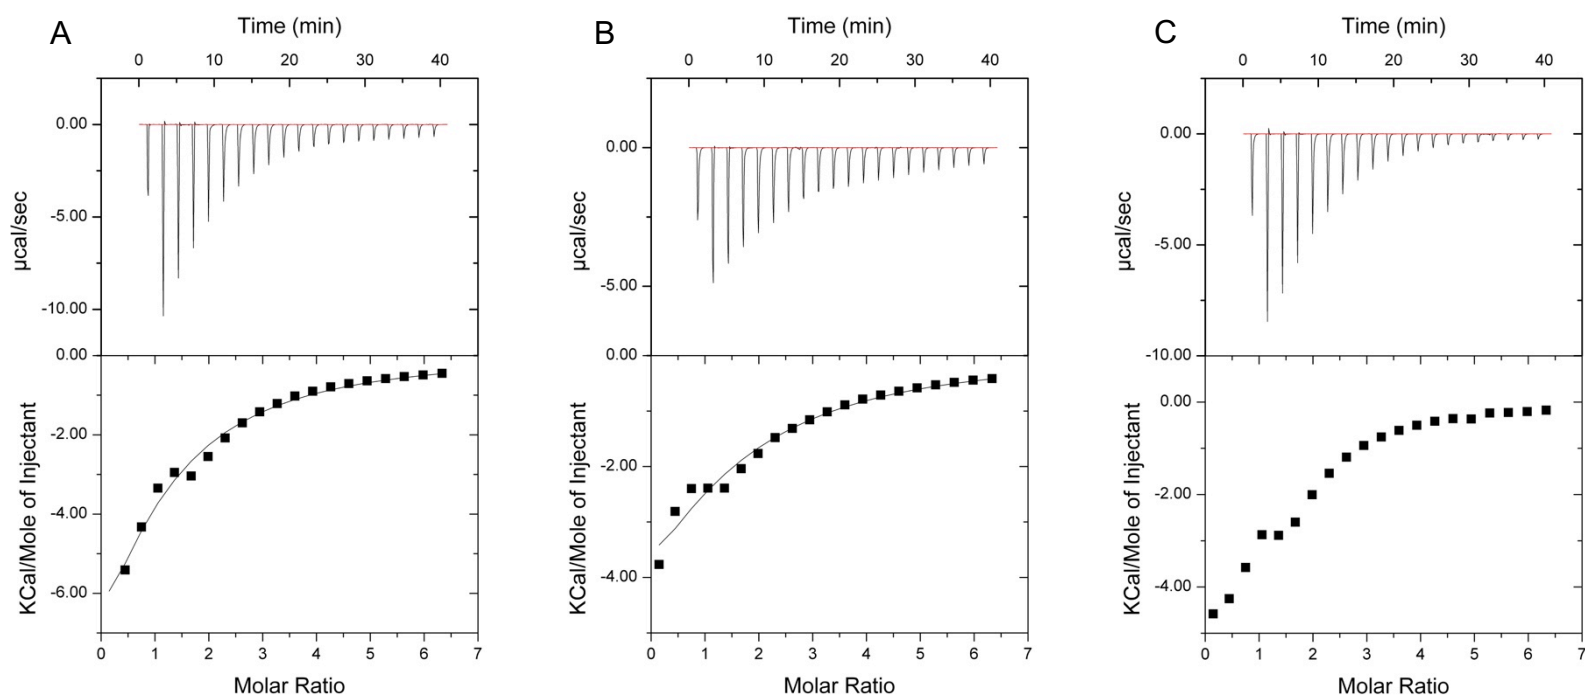 A
Time (min)
0 10 20 30 40
0.00
-5.00
-10.00
µcal/sec
0.00
-2.00
-4.00
-6.00
KCal/Mole of Injectant
0 1 2 3 4 5 6 7
Molar Ratio
B
Time (min)
0 10 20 30 40
0.00
-5.00
µcal/sec
0.00
-2.00
-4.00
KCal/Mole of Injectant
0 1 2 3 4 5 6 7
Molar Ratio
C
Time (min)
0 10 20 30 40
0.00
-5.00
-10.00
µcal/sec
0.00
-2.00
-4.00
KCal/Mole of Injectant
0 1 2 3 4 5 6 7
Molar Ratio